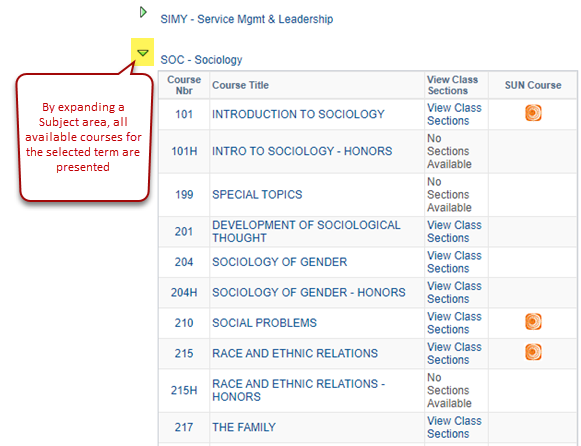 SIMY - Service Mgmt & Leadership
SOC - Sociology
By expanding a
Subject area, all
available courses for
the selected term are
presented
Course
Nbr
Course Title
View Class
Sections
SUN Course
101
INTRODUCTION TO SOCIOLOGY
View Class
Sections
101H
INTRO TO SOCIOLOGY - HONORS
No
Sections
Available
199
SPECIAL TOPICS
No
Sections
Available
201
DEVELOPMENT OF SOCIOLOGICAL
THOUGHT
View Class
Sections
204
SOCIOLOGY OF GENDER
View Class
Sections
204H
SOCIOLOGY OF GENDER - HONORS
View Class
Sections
210
SOCIAL PROBLEMS
View Class
Sections
215
RACE AND ETHNIC RELATIONS
View Class
Sections
215H
RACE AND ETHNIC RELATIONS -
HONORS
No
Sections
Available
217
THE FAMILY
View Class
Sections